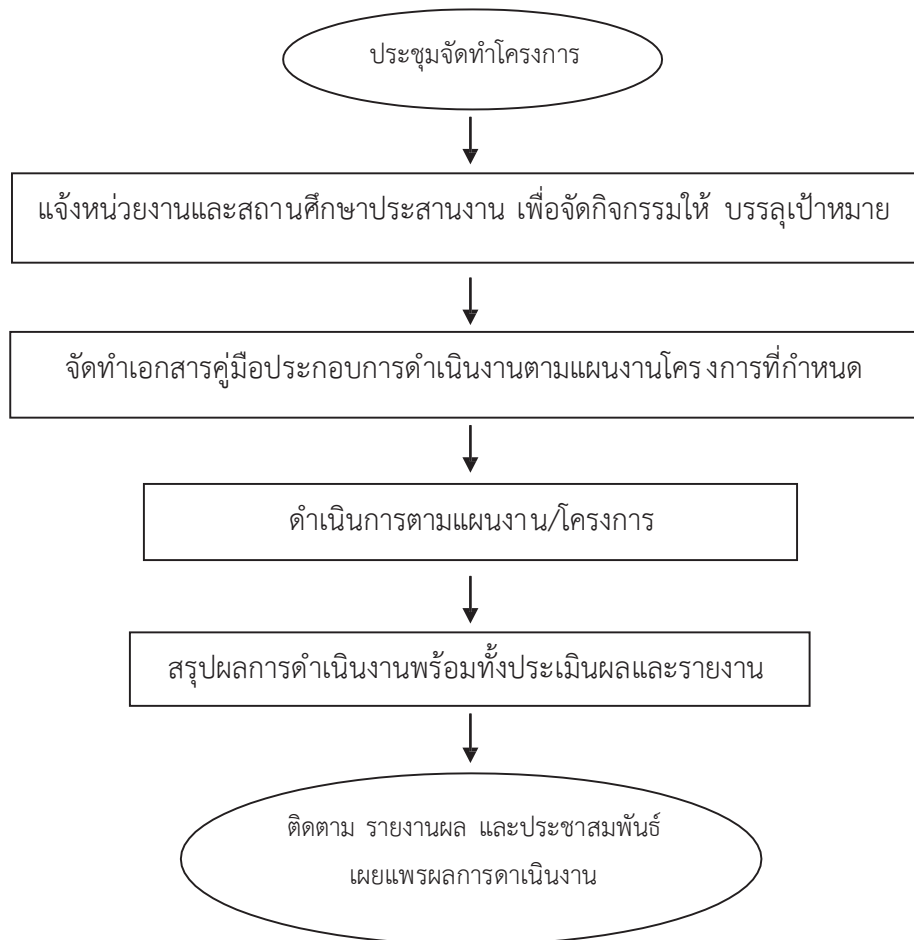 ประชุมจัดทำโครงการ
แจ้งหน่วยงานและสถานศึกษาประสานงาน เพื่อจัดกิจกรรมให้ บรรลุเป้าหมาย
จัดทำเอกสารคู่มือประกอบการดำเนินงานตามแผนงานโครงการที่กำหนด
ดำเนินการตามแผนงาน/โครงการ
สรุปผลการดำเนินงานพร้อมทั้งประเมินผลและรายงาน
ติดตาม รายงานผล และประชาสมพันธ์
เผยแพรผลการดาเนินงาน